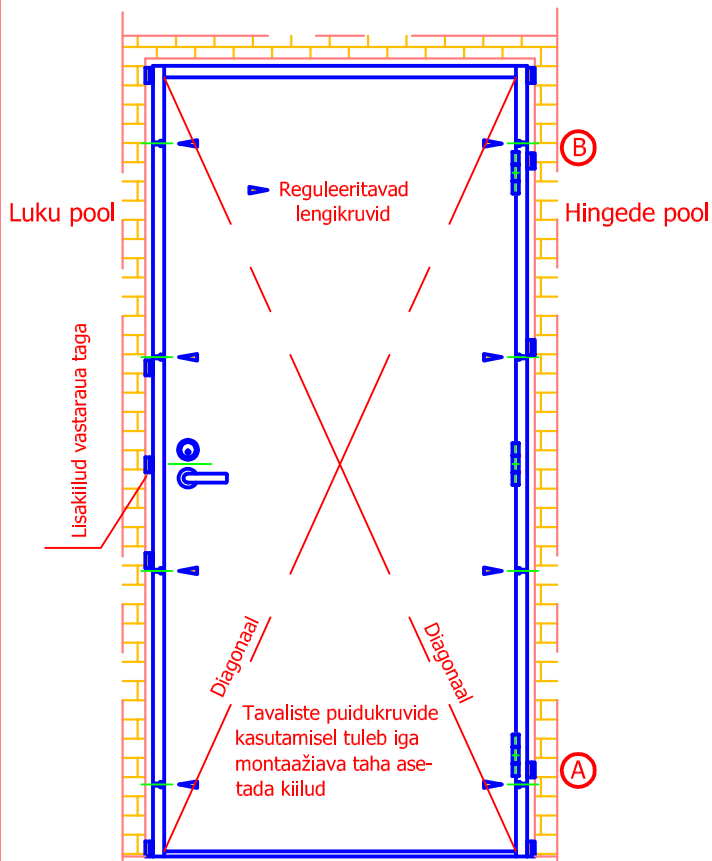 B
Reguleeritavad
lengikruvid
Luku pool
Hingede pool
Lisakiilud vastaraua taga
Diagonaal
Diagonaal
Tavaliste puidukruvide
kasutamisel tuleb iga
montaažiava taha ase-
tada kiilud
A